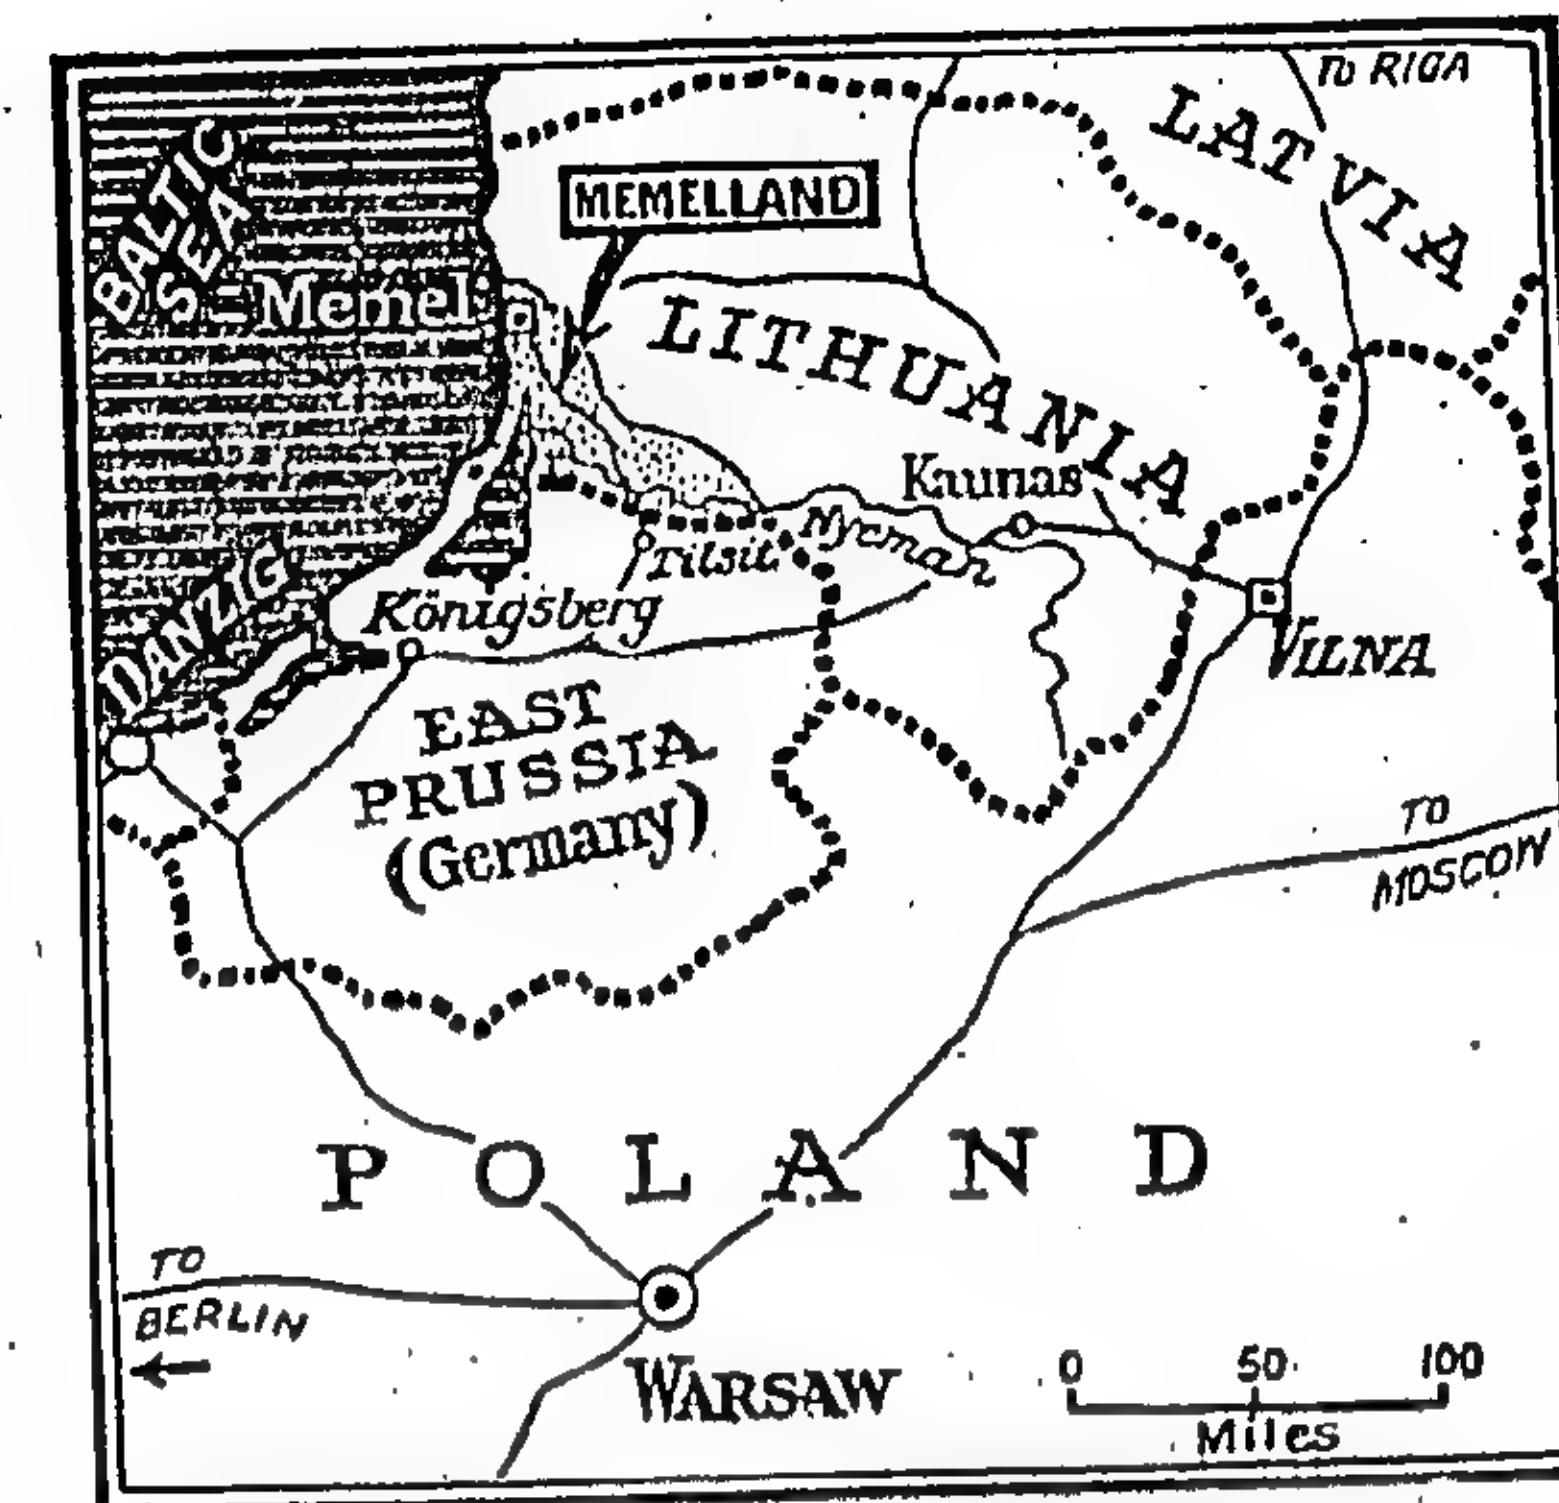 TO RIGA
LATVIA
BALTIC
SEA
MEMELLAND
Memel
LITHUANIA
Kaunas
Nyeman
Tilsit
DANZIG
Königsberg
VILNA
EAST
PRUSSIA
(Germany)
TO
MOSCOW
POLAND
TO
BERLIN
WARSAW
0 50 100
Miles